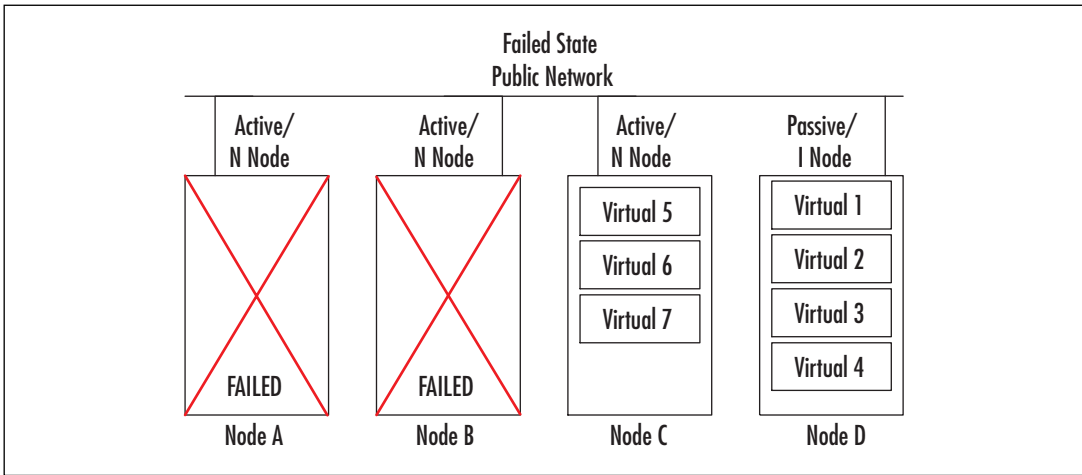 Failed State
Public Network
Active/
N Node
Active/
N Node
Active/
N Node
Passive/
I Node
Virtual 5
Virtual 6
Virtual 7
Virtual 1
Virtual 2
Virtual 3
Virtual 4
FAILED
FAILED
Node A
Node B
Node C
Node D